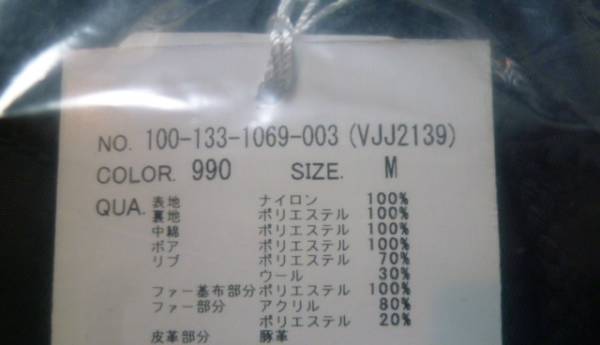 NO. 100-133-1069-003 (VJJ2139)
COLOR. 990 SIZE. M
QUA. 表地 ナイロン 100%
裏地 ポリエステル 100%
中綿 ポリエステル 100%
ボア ポリエステル 100%
リブ ポリエステル 70%
ウール 30%
ファー基布部分 ポリエステル 100%
ファー部分 アクリル 80%
ポリエステル 20%
皮革部分 豚革